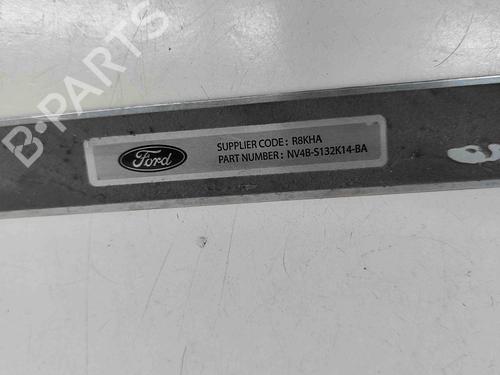 B-PARTS
Ford
SUPPLIER CODE: R8KHA
PART NUMBER: NV4B-S132K14-BA